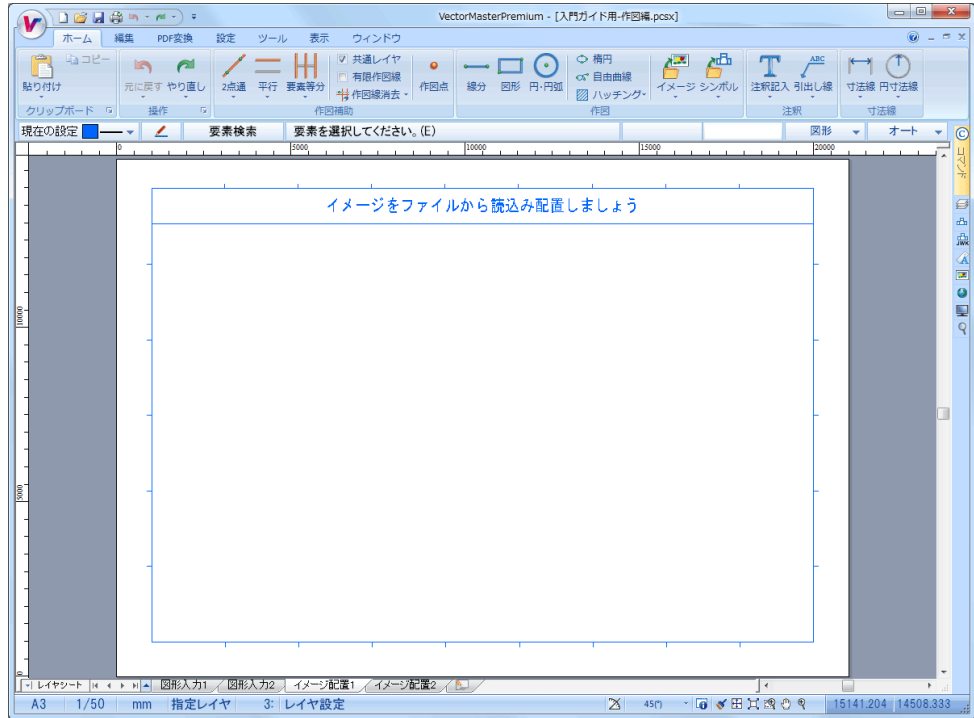 VectorMasterPremium - [入門ガイド用-作図編.pcsx]
ホーム 編集 PDF変換 設定 ツール 表示 ウィンドウ
貼り付け コピー 元に戻す やり直し 2点通 平行 要素等分 共通レイヤ 有限作図線 作図線消去 作図点 線分 図形 円・円弧 楕円 自由曲線 ハッチング イメージ シンボル ABC 注釈記入 引出し線 寸法線 円寸法線
クリップボード 操作 作図補助 作図 注釈 寸法線
現在の設定 要素検索 要素を選択してください。(E) 図形 オート
コマンド
0 5000 10000 15000 20000
イメージをファイルから読込み配置しましょう
JWK
10000
5000
0
レイヤシート 図形入力1 図形入力2 イメージ配置1 イメージ配置2
A3 1/50 mm 指定レイヤ 3: レイヤ設定 45(°) 15141.204 14508.333